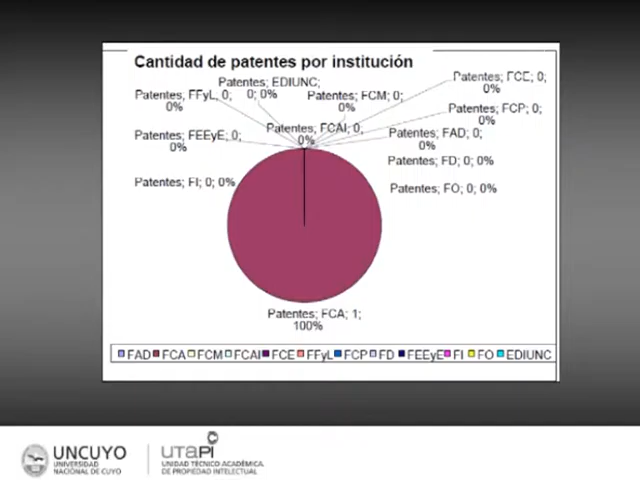 Cantidad de patentes por institución
Patentes; EDIUNC;
0; 0%
Patentes; FCE; 0;
0%
Patentes; FFyL, 0;
0%
Patentes; FCM; 0;
0%
Patentes; FCP; 0;
0%
Patentes; FEEyE; 0;
0%
Patentes; FCAI; 0;
0%
Patentes; FAD; 0;
0%
Patentes; FD; 0; 0%
Patentes; FI; 0; 0%
Patentes; FO; 0; 0%
Patentes; FCA; 1;
100%
FAD FCA FCM FCAI FCE FFyL FCP FD FEEyE FI FO EDIUNC
UNCUYO
UNIVERSIDAD
NACIONAL DE CUYO
UTAPI
UNIDAD TÉCNICO ACADÉMICA
DE PROPIEDAD INTELECTUAL